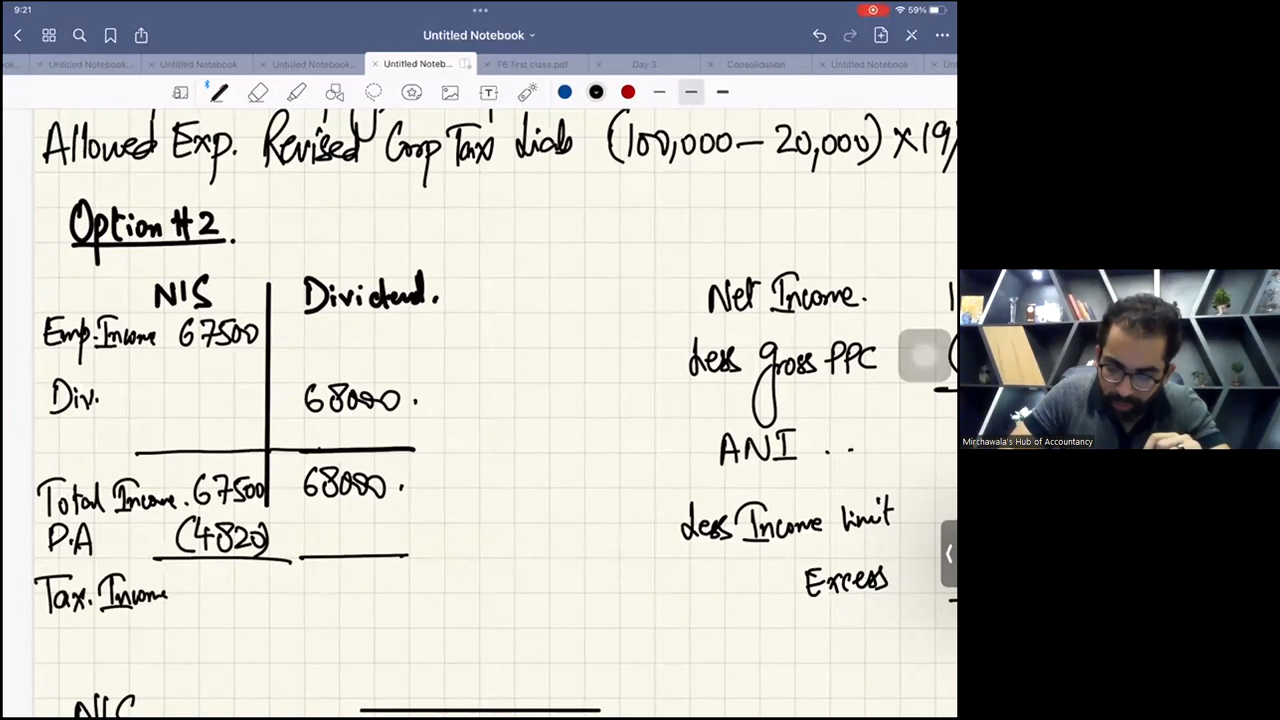 9:21
59%
Untitled Notebook
Untitled Notebook...
Untitled Notebook
Untitled Notebook...
Untitled Noteb...
F6 first class.pdf
Day 3
Consolidation
Untitled Notebook
Allowed Exp. Revised Corp Tax Liab (100,000 - 20,000) × 19
Option #2.
NIS Dividend.
Emp. Income 67500
Div. 68000.
Total Income. 67500 68000.
P.A (4820)
Tax. Income
Net Income.
Less gross PPC
ANI ..
Less Income limit
Excess
NIC
Mirchawala's Hub of Accountancy